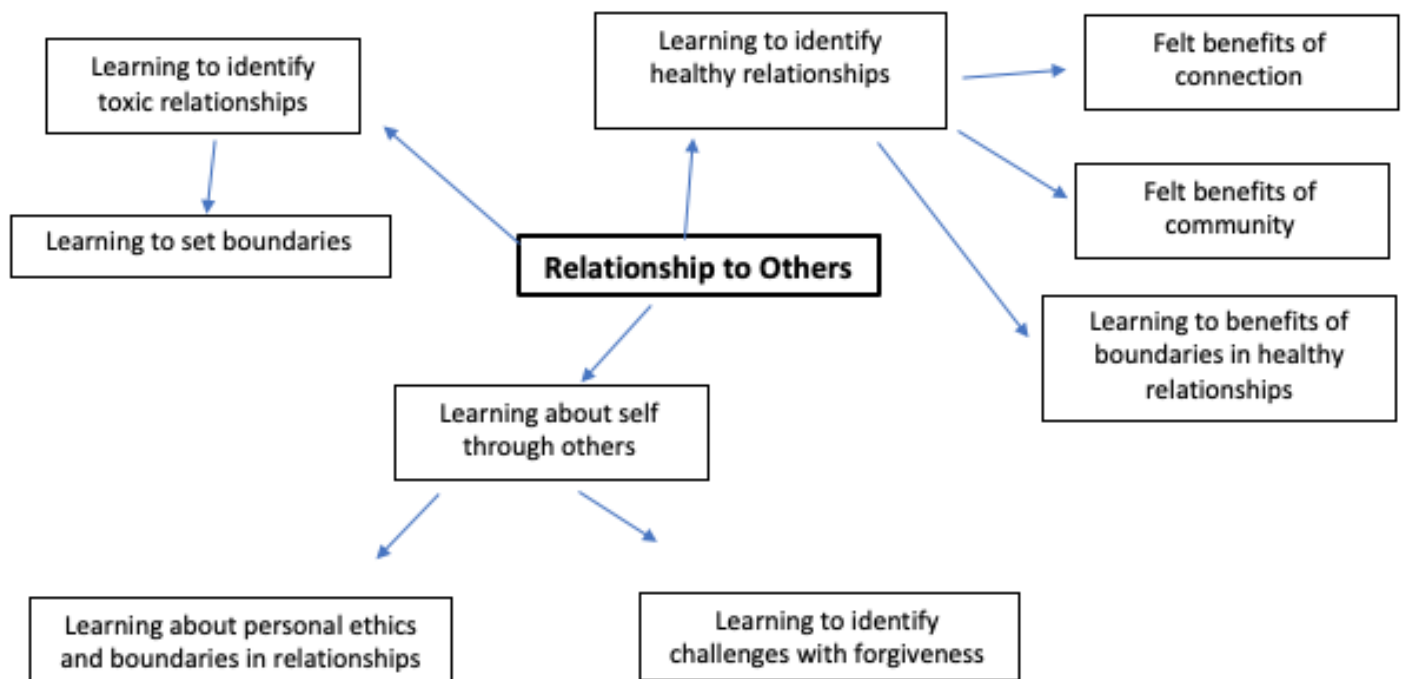 Learning to identify
toxic relationships
Learning to set boundaries
Learning to identify
healthy relationships
Felt benefits of
connection
Felt benefits of
community
Learning to benefits of
boundaries in healthy
relationships
Relationship to Others
Learning about self
through others
Learning about personal ethics
and boundaries in relationships
Learning to identify
challenges with forgiveness